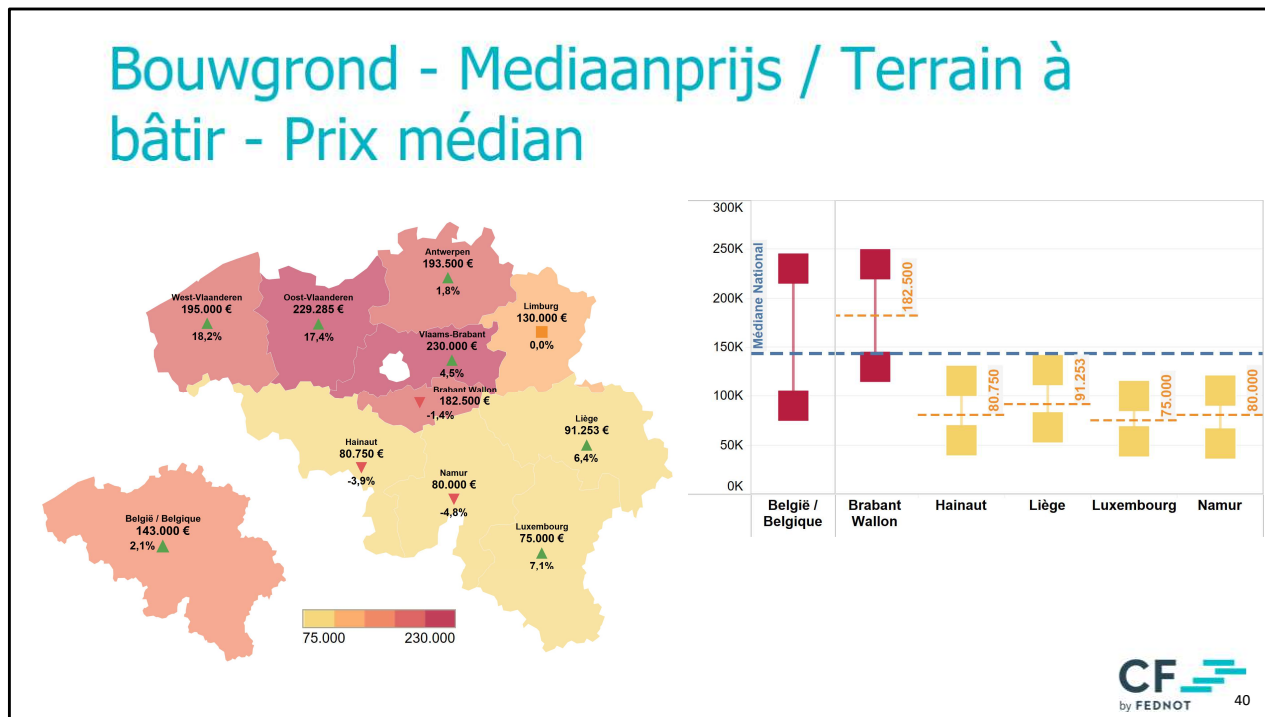 Bouwgrond - Mediaanprijs / Terrain à
bâtir - Prix médian
Antwerpen
193.500 €
1,8%
West-Vlaanderen
195.000 €
18,2%
Oost-Vlaanderen
229.285 €
17,4%
Limburg
130.000 €
0,0%
Vlaams-Brabant
230.000 €
4,5%
Brabant Wallon
182.500 €
-1,4%
Liège
91.253 €
6,4%
Hainaut
80.750 €
-3,9%
Namur
80.000 €
-4,8%
Luxembourg
75.000 €
7,1%
België / Belgique
143.000 €
2,1%
75.000
230.000
300K
250K
200K
150K
100K
50K
0K
Médiane National
182.500
80.750
91.253
75.000
80.000
België /
Belgique
Brabant
Wallon
Hainaut
Liège
Luxembourg
Namur
CF
by FEDNOT
40